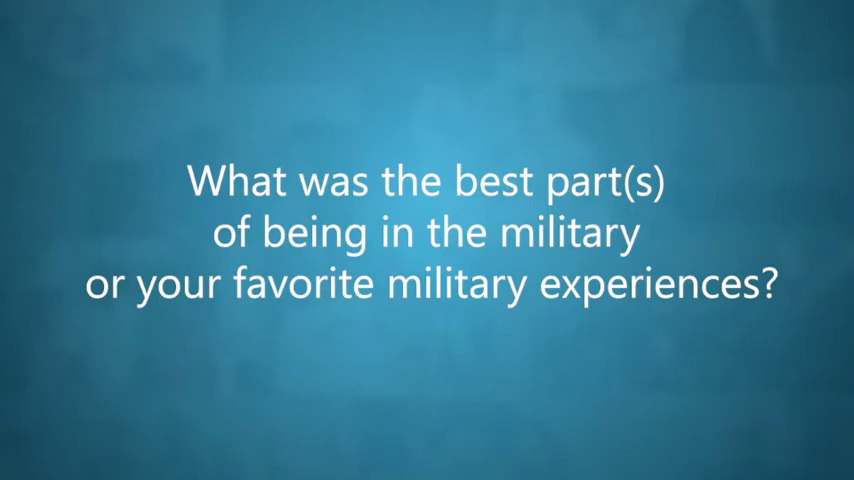 What was the best part(s)
of being in the military
or your favorite military experiences?